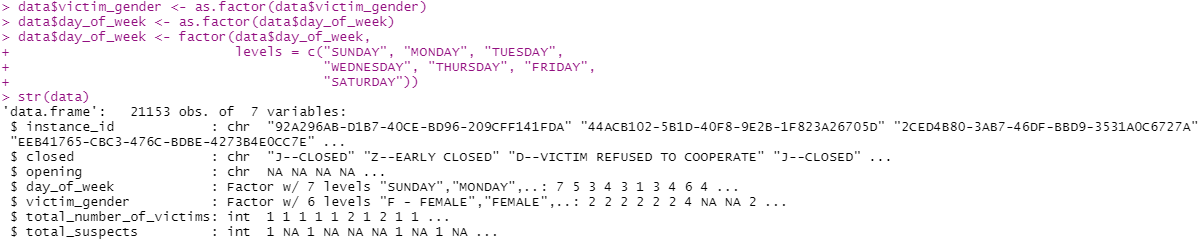 > data$victim_gender <- as.factor(data$victim_gender)
> data$day_of_week <- as.factor(data$day_of_week)
> data$day_of_week <- factor(data$day_of_week,
+                            levels = c("SUNDAY", "MONDAY", "TUESDAY",
+                                       "WEDNESDAY", "THURSDAY", "FRIDAY",
+                                       "SATURDAY"))
> str(data)
'data.frame':   21153 obs. of  7 variables:
 $ instance_id            : chr  "92A296AB-D1B7-40CE-BD96-209CFF141FDA" "44ACB102-5B1D-40F8-9E2B-1F823A26705D" "2CED4B80-3AB7-46DF-BBD9-3531A0C6727A"
 "EEB41765-CBC3-476C-BDBE-4273B4E0CC7E" ...
 $ closed                 : chr  "J--CLOSED" "Z--EARLY CLOSED" "D--VICTIM REFUSED TO COOPERATE" "J--CLOSED" ...
 $ opening                : chr  NA NA NA NA ...
 $ day_of_week            : Factor w/ 7 levels "SUNDAY","MONDAY",..: 7 5 3 4 3 1 3 4 6 4 ...
 $ victim_gender          : Factor w/ 6 levels "F - FEMALE","FEMALE",..: 2 2 2 2 2 2 4 NA NA 2 ...
 $ total_number_of_victims: int  1 1 1 1 1 2 1 2 1 1 ...
 $ total_suspects         : int  1 NA 1 NA NA NA 1 NA 1 NA ...